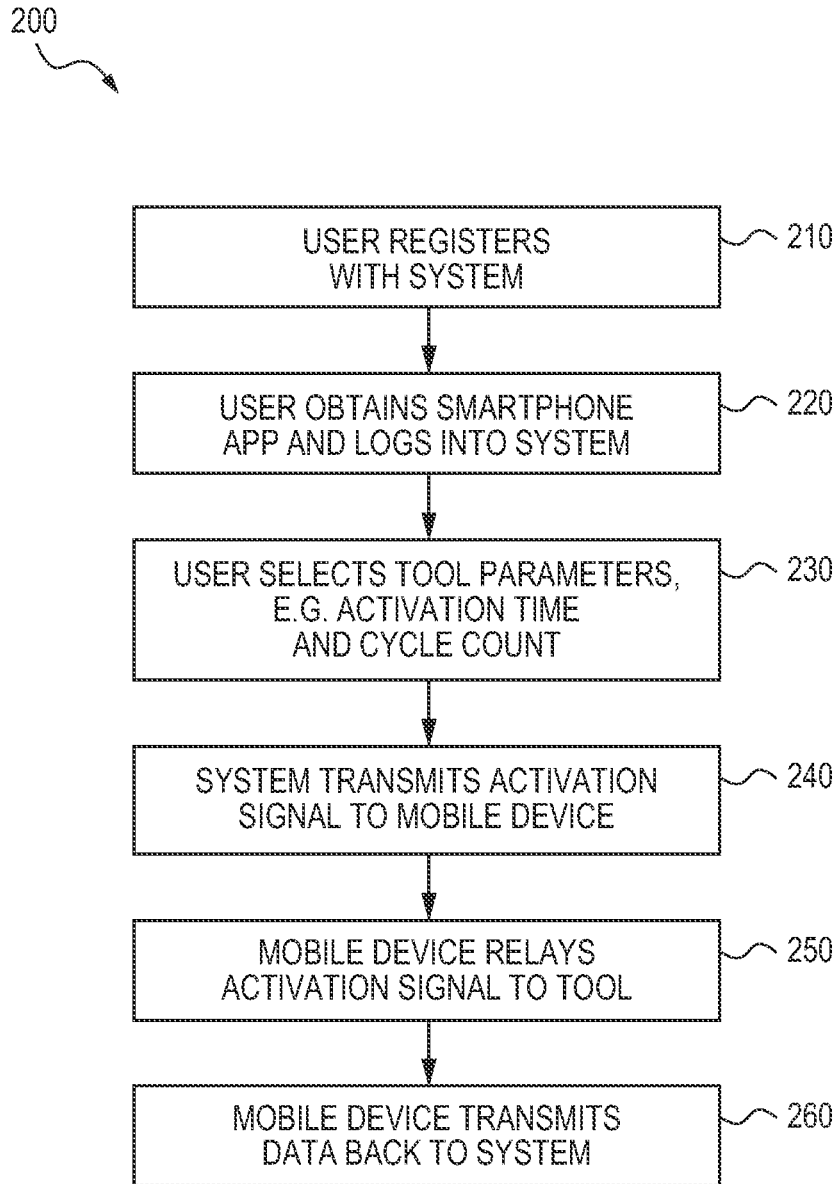 200
USER REGISTERS
WITH SYSTEM
210
USER OBTAINS SMARTPHONE
APP AND LOGS INTO SYSTEM
220
USER SELECTS TOOL PARAMETERS,
E.G. ACTIVATION TIME
AND CYCLE COUNT
230
SYSTEM TRANSMITS ACTIVATION
SIGNAL TO MOBILE DEVICE
240
MOBILE DEVICE RELAYS
ACTIVATION SIGNAL TO TOOL
250
MOBILE DEVICE TRANSMITS
DATA BACK TO SYSTEM
260